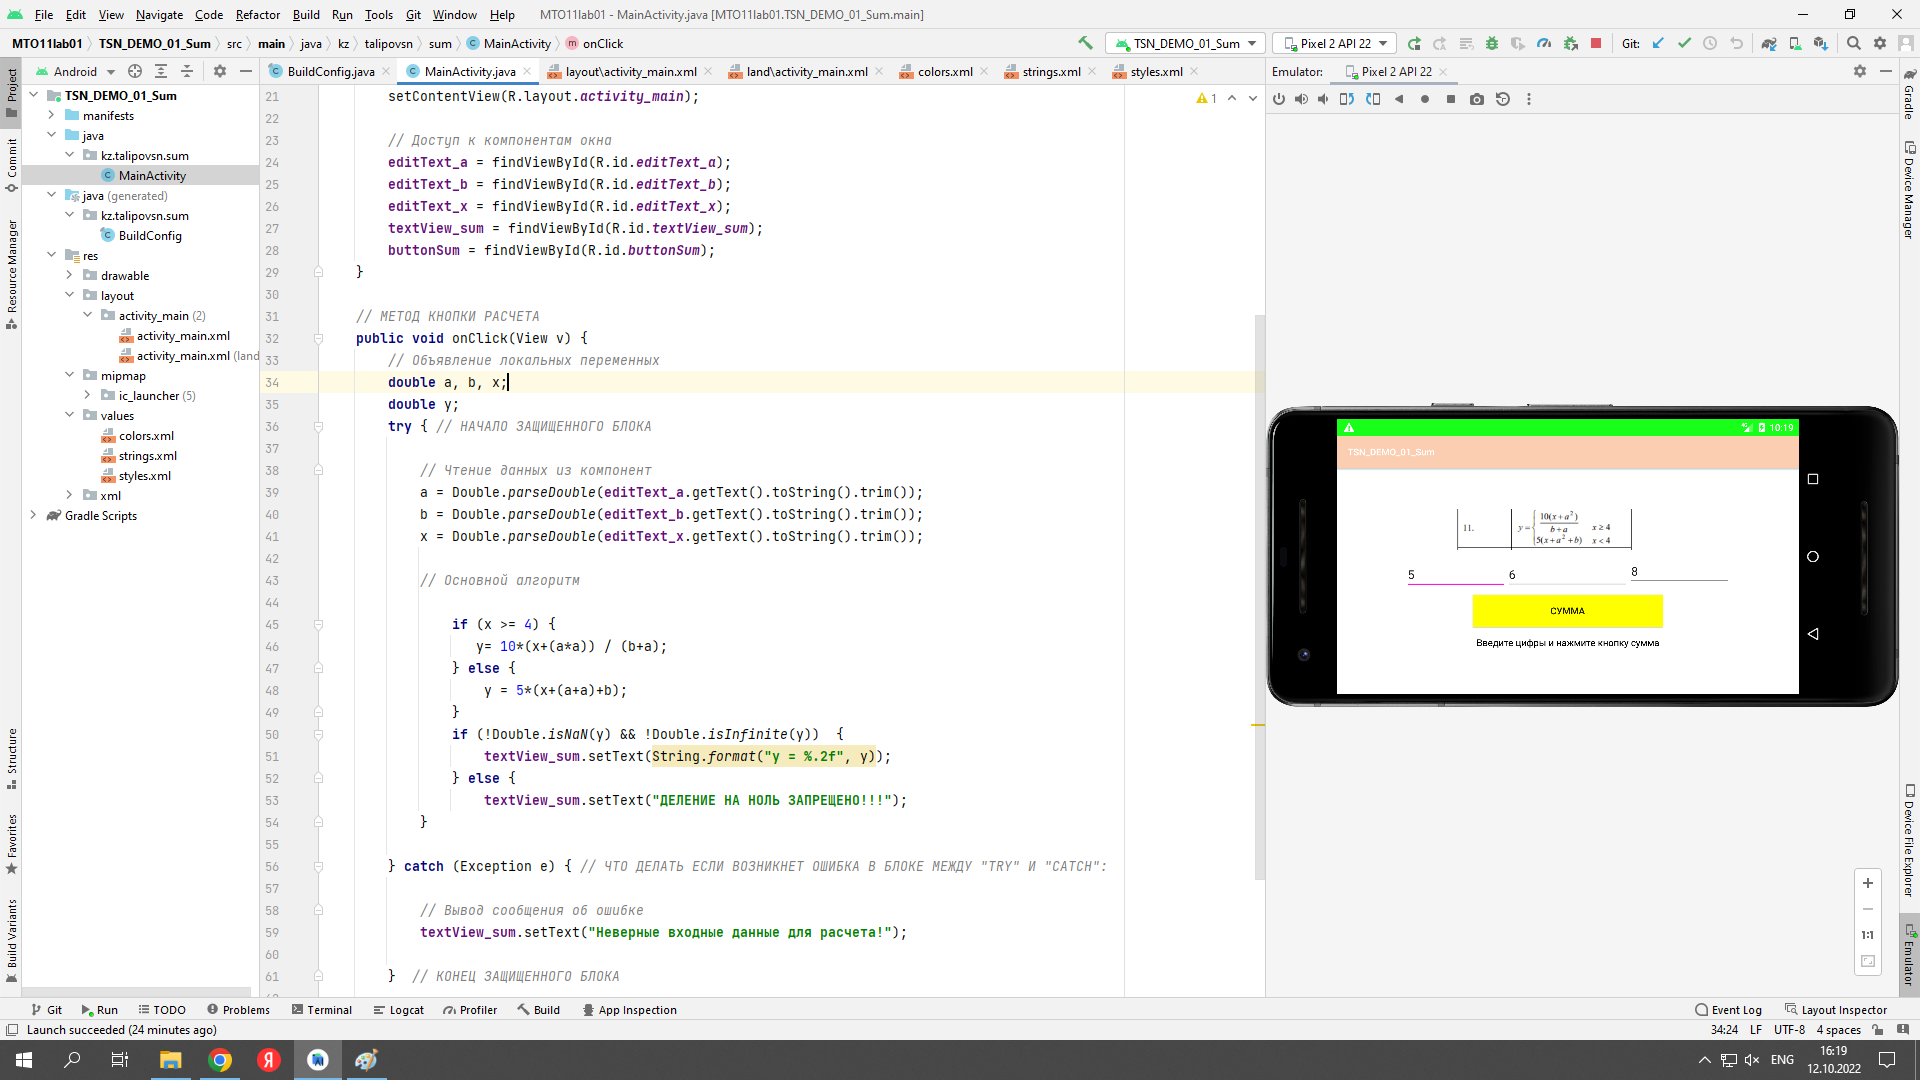 File Edit View Navigate Code Refactor Build Run Tools Git Window Help MTO11lab01 - MainActivity.java [MTO11lab01.TSN_DEMO_01_Sum.main]
MTO11lab01 TSN_DEMO_01_Sum src main java kz talipovsn sum MainActivity onClick TSN_DEMO_01_Sum Pixel 2 API 22 Git:
Project
Commit
Resource Manager
Structure
Favorites
Build Variants
Android
TSN_DEMO_01_Sum
manifests
java
kz.talipovsn.sum
MainActivity
java (generated)
kz.talipovsn.sum
BuildConfig
res
drawable
layout
activity_main (2)
activity_main.xml
activity_main.xml (land
mipmap
ic_launcher (5)
values
colors.xml
strings.xml
styles.xml
xml
Gradle Scripts
BuildConfig.java MainActivity.java layout\activity_main.xml land\activity_main.xml colors.xml strings.xml styles.xml
1
21 setContentView(R.layout.activity_main);
22
23 // Доступ к компонентам окна
24 editText_a = findViewById(R.id.editText_a);
25 editText_b = findViewById(R.id.editText_b);
26 editText_x = findViewById(R.id.editText_x);
27 textView_sum = findViewById(R.id.textView_sum);
28 buttonSum = findViewById(R.id.buttonSum);
29 }
30
31 // МЕТОД КНОПКИ РАСЧЕТА
32 public void onClick(View v) {
33 // Объявление локальных переменных
34 double a, b, x;
35 double y;
36 try { // НАЧАЛО ЗАЩИЩЕННОГО БЛОКА
37
38 // Чтение данных из компонент
39 a = Double.parseDouble(editText_a.getText().toString().trim());
40 b = Double.parseDouble(editText_b.getText().toString().trim());
41 x = Double.parseDouble(editText_x.getText().toString().trim());
42
43 // Основной алгоритм
44
45 if (x >= 4) {
46 y= 10*(x+(a*a)) / (b+a);
47 } else {
48 y = 5*(x+(a+a)+b);
49 }
50 if (!Double.isNaN(y) && !Double.isInfinite(y))  {
51 textView_sum.setText(String.format("y = %.2f", y));
52 } else {
53 textView_sum.setText("ДЕЛЕНИЕ НА НОЛЬ ЗАПРЕЩЕНО!!!");
54 }
55
56 } catch (Exception e) { // ЧТО ДЕЛАТЬ ЕСЛИ ВОЗНИКНЕТ ОШИБКА В БЛОКЕ МЕЖДУ "TRY" И "CATCH":
57
58 // Вывод сообщения об ошибке
59 textView_sum.setText("Неверные входные данные для расчета!");
60
61 }  // КОНЕЦ ЗАЩИЩЕННОГО БЛОКА
Emulator: Pixel 2 API 22
10:19
TSN_DEMO_01_Sum
11. y = 10(x+a²) / b+a x ≥ 4
5(x+a²+b) x < 4
5 6 8
СУММА
Введите цифры и нажмите кнопку сумма
1:1
Gradle
Device Manager
Device File Explorer
Emulator
Git Run TODO Problems Terminal Logcat Profiler Build App Inspection Event Log Layout Inspector
Launch succeeded (24 minutes ago) 34:24 LF UTF-8 4 spaces
ENG 16:19
12.10.2022